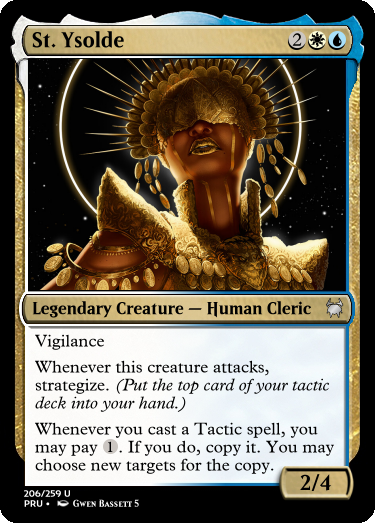 St. Ysolde 2
Legendary Creature — Human Cleric
Vigilance
Whenever this creature attacks,
strategize. (Put the top card of your tactic
deck into your hand.)
Whenever you cast a Tactic spell, you
may pay 1. If you do, copy it. You may
choose new targets for the copy.
2/4
206/259 U
PRU • Gwen Bassett 5